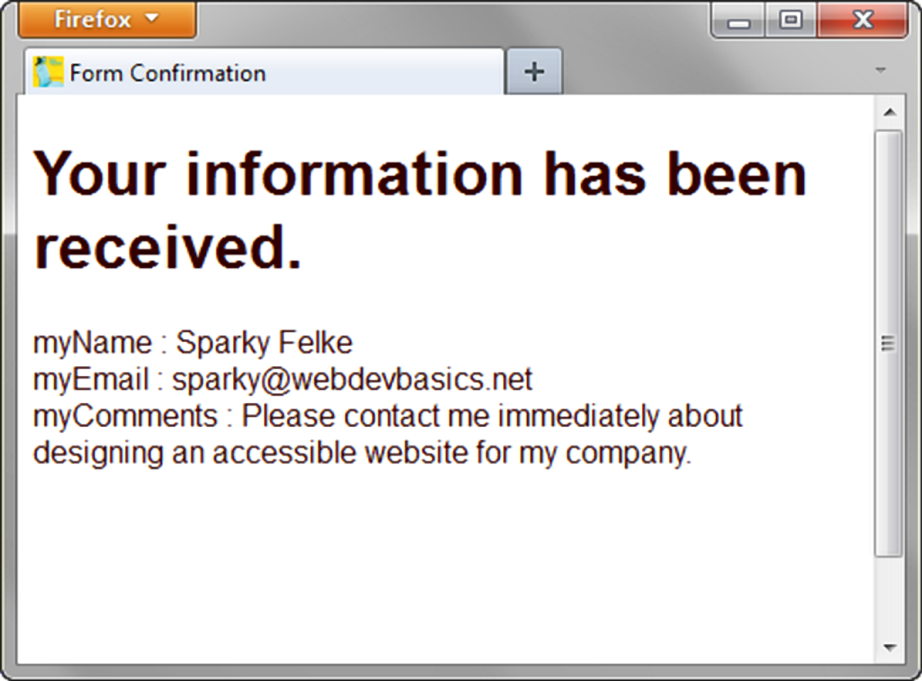 Firefox
Form Confirmation
Your information has been
received.
myName : Sparky Felke
myEmail : sparky@webdevbasics.net
myComments : Please contact me immediately about
designing an accessible website for my company.